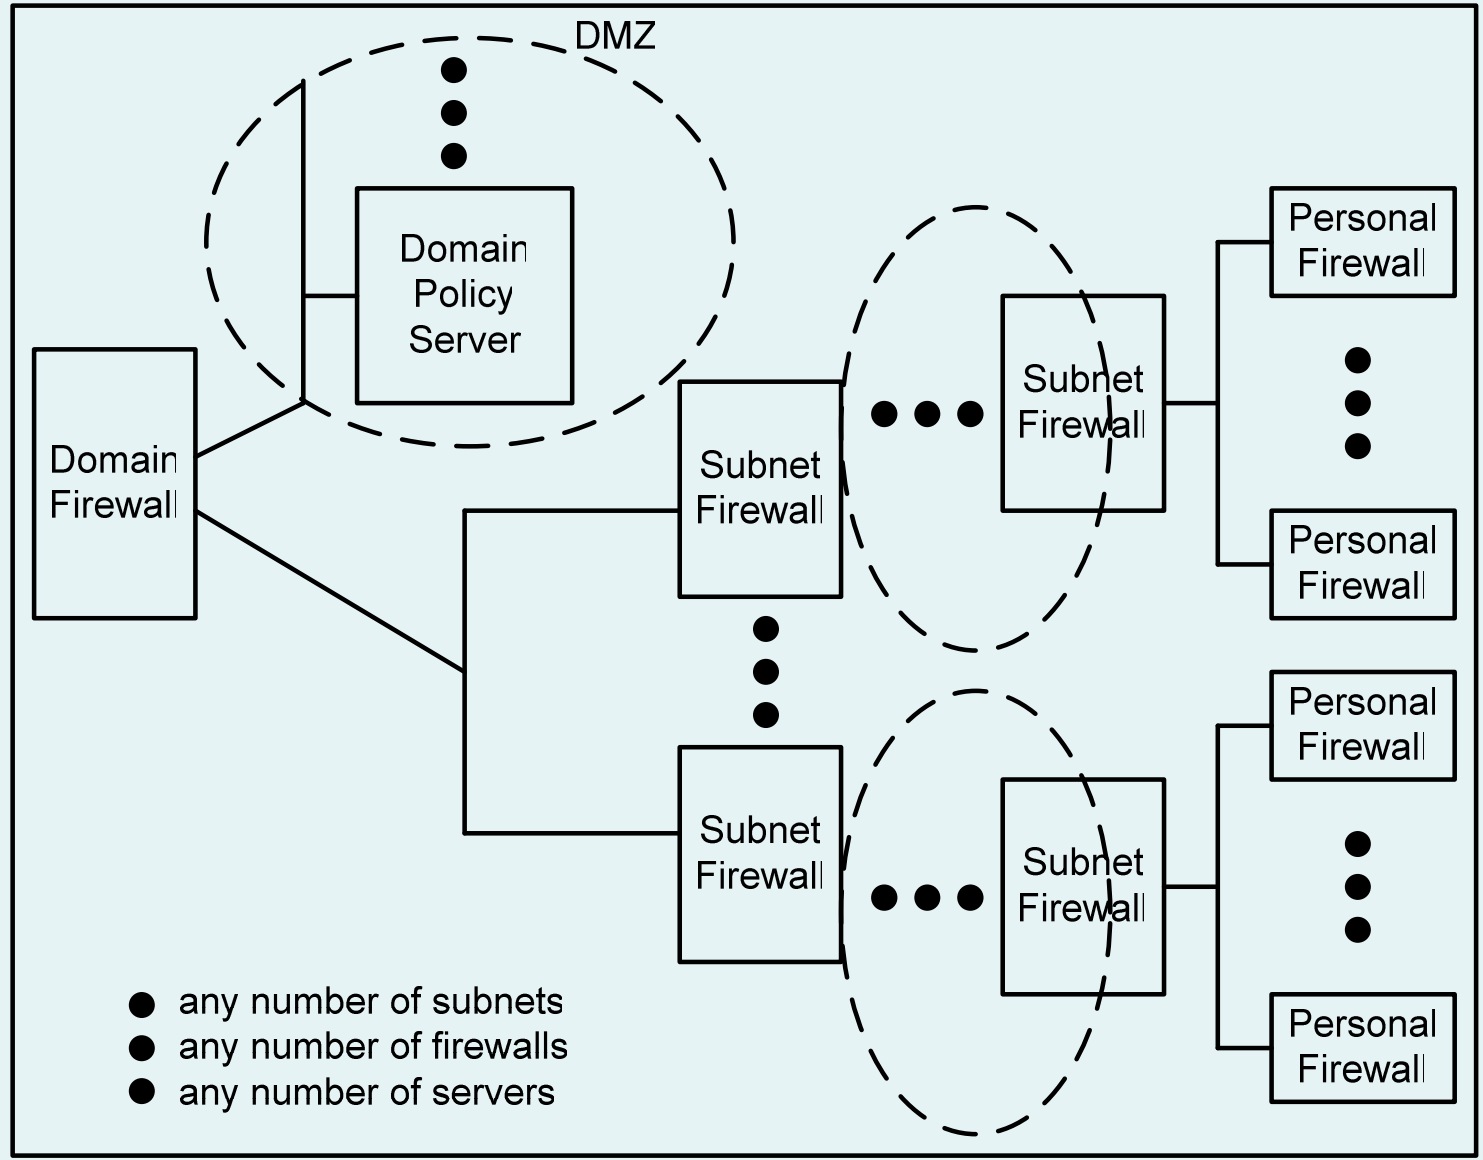 DMZ
Domain
Policy
Server
Domain
Firewall
Subnet
Firewall
Subnet
Firewall
Personal
Firewall
Personal
Firewall
Subnet
Firewall
Subnet
Firewall
Personal
Firewall
Personal
Firewall
any number of subnets
any number of firewalls
any number of servers